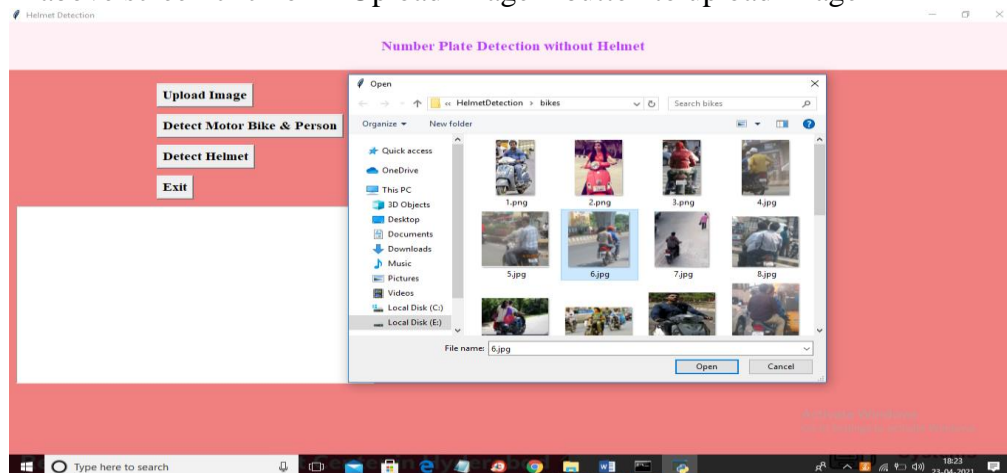 Helmet Detection
Number Plate Detection without Helmet
Upload Image
Detect Motor Bike & Person
Detect Helmet
Exit
Open
« HelmetDetection › bikes
Search bikes
Organize
New folder
Quick access
OneDrive
This PC
3D Objects
Desktop
Documents
Downloads
Music
Pictures
Videos
Local Disk (C:)
Local Disk (E:)
1.png
2.png
3.png
4.jpg
5.jpg
6.jpg
7.jpg
8.jpg
File name: 6.jpg
Open
Cancel
Type here to search
18:23
23-04-2021